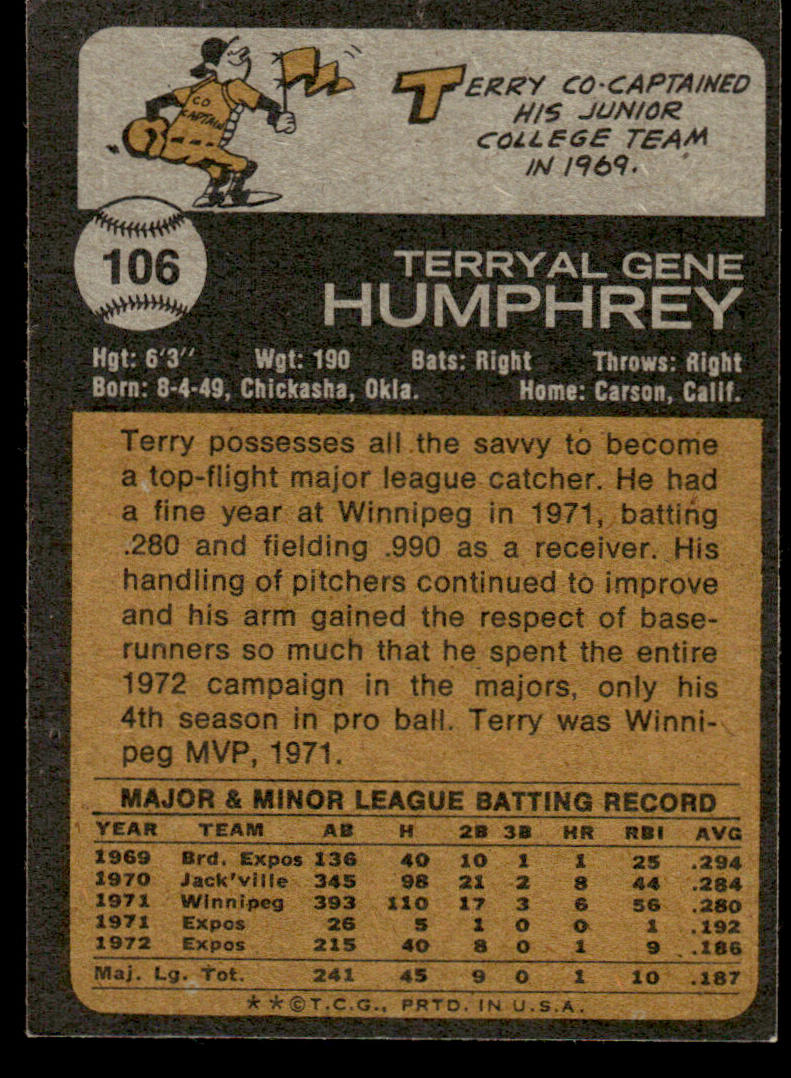 CO
CAPTAIN
TERRY CO-CAPTAINED
HIS JUNIOR
COLLEGE TEAM
IN 1969.
106
TERRYAL GENE
HUMPHREY
Hgt: 6'3" Wgt: 190 Bats: Right Throws: Right
Born: 8-4-49, Chickasha, Okla. Home: Carson, Calif.
Terry possesses all the savvy to become
a top-flight major league catcher. He had
a fine year at Winnipeg in 1971, batting
.280 and fielding .990 as a receiver. His
handling of pitchers continued to improve
and his arm gained the respect of base-
runners so much that he spent the entire
1972 campaign in the majors, only his
4th season in pro ball. Terry was Winni-
peg MVP, 1971.
MAJOR & MINOR LEAGUE BATTING RECORD
YEAR TEAM AB H 2B 3B HR RBI AVG
1969 Brd. Expos 136 40 10 1 1 25 .294
1970 Jack'ville 345 98 21 2 8 44 .284
1971 Winnipeg 393 110 17 3 6 56 .280
1971 Expos 26 5 1 0 0 1 .192
1972 Expos 215 40 8 0 1 9 .186
Maj. Lg. Tot. 241 45 9 0 1 10 .187
**©T.C.G., PRTD. IN U.S.A.